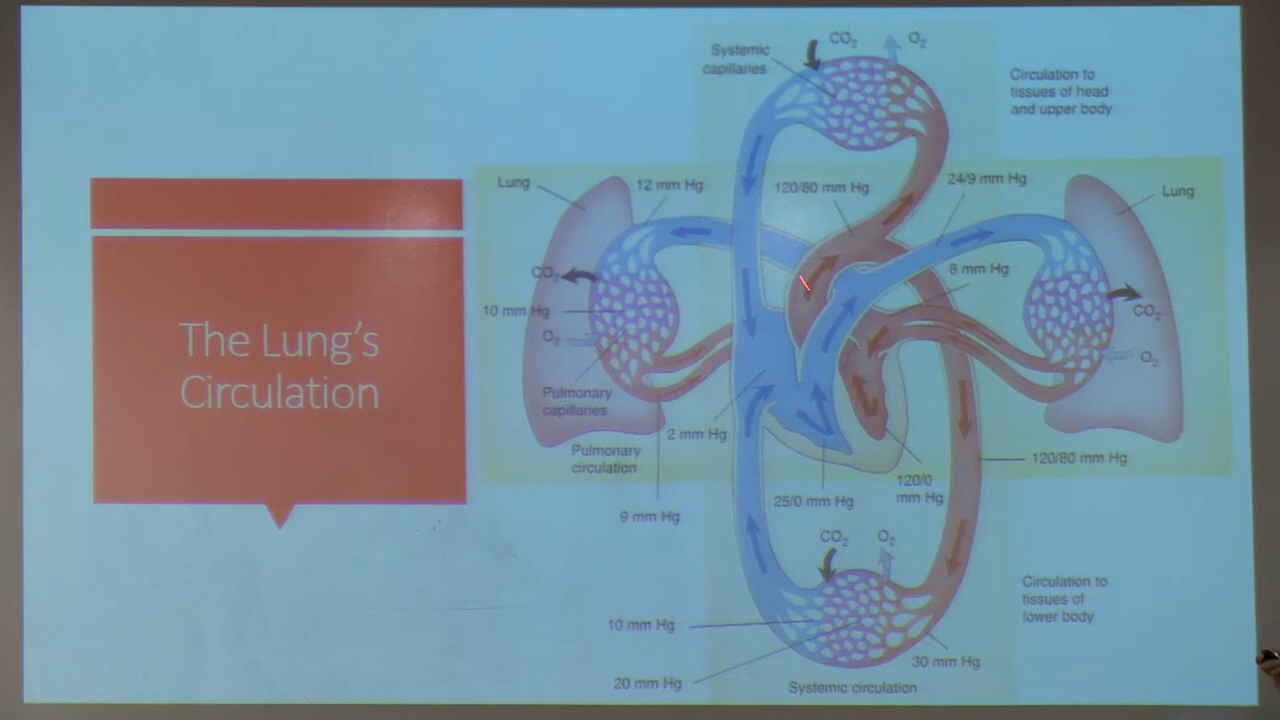 The Lung's
Circulation
Systemic
capillaries
CO₂
O₂
Circulation to
tissues of head
and upper body
Lung
12 mm Hg
120/80 mm Hg
24/9 mm Hg
Lung
CO₂
8 mm Hg
10 mm Hg
CO₂
O₂
O₂
Pulmonary
capillaries
2 mm Hg
Pulmonary
circulation
120/80 mm Hg
120/0
mm Hg
25/0 mm Hg
9 mm Hg
CO₂
O₂
Circulation to
tissues of
lower body
10 mm Hg
30 mm Hg
20 mm Hg
Systemic circulation